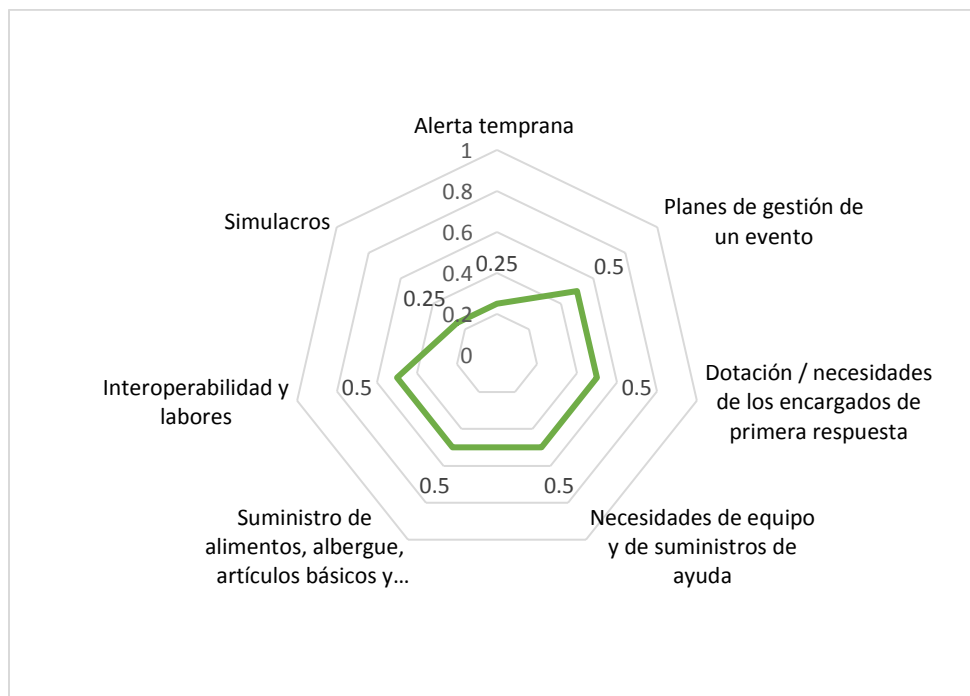 Alerta temprana
1
0.8
0.6
0.4
0.2
0
0.25
Planes de gestión de
un evento
0.5
Dotación / necesidades
de los encargados de
primera respuesta
0.5
Necesidades de equipo
y de suministros de
ayuda
0.5
Suministro de
alimentos, albergue,
artículos básicos y...
0.5
Interoperabilidad y
labores
0.5
Simulacros
0.25